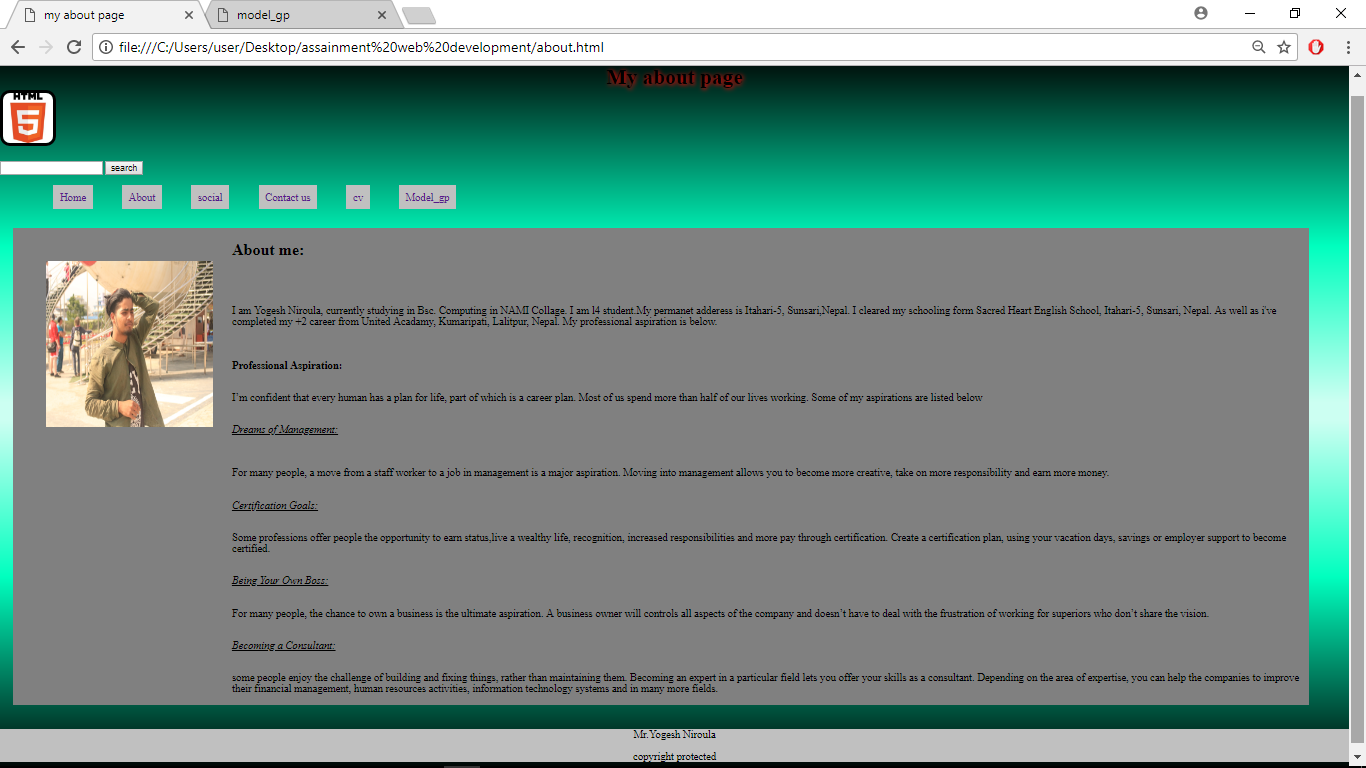 my about page
model_gp
file:///C:/Users/user/Desktop/assainment%20web%20development/about.html
My about page
HTML
5
search
Home About social Contact us cv Model_gp
About me:
I am Yogesh Niroula, currently studying in Bsc. Computing in NAMI Collage. I am l4 student.My permanet adderess is Itahari-5, Sunsari,Nepal. I cleared my schooling form Sacred Heart English School, Itahari-5, Sunsari, Nepal. As well as i've
completed my +2 career from United Acadamy, Kumaripati, Lalitpur, Nepal. My professional aspiration is below.
Professional Aspiration:
I'm confident that every human has a plan for life, part of which is a career plan. Most of us spend more than half of our lives working. Some of my aspirations are listed below
Dreams of Management:
For many people, a move from a staff worker to a job in management is a major aspiration. Moving into management allows you to become more creative, take on more responsibility and earn more money.
Certification Goals:
Some professions offer people the opportunity to earn status,live a wealthy life, recognition, increased responsibilities and more pay through certification. Create a certification plan, using your vacation days, savings or employer support to become
certified.
Being Your Own Boss:
For many people, the chance to own a business is the ultimate aspiration. A business owner will controls all aspects of the company and doesn't have to deal with the frustration of working for superiors who don't share the vision.
Becoming a Consultant:
some people enjoy the challenge of building and fixing things, rather than maintaining them. Becoming an expert in a particular field lets you offer your skills as a consultant. Depending on the area of expertise, you can help the companies to improve
their financial management, human resources activities, information technology systems and in many more fields.
Mr.Yogesh Niroula
copyright protected